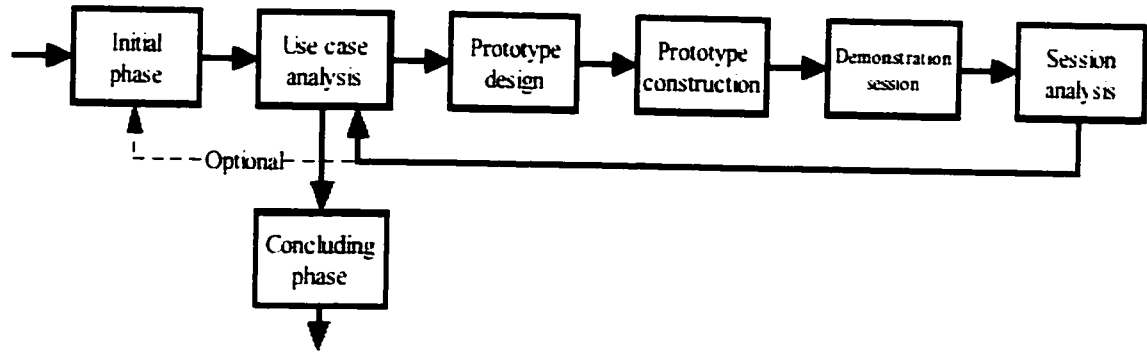 Initial
phase
Use case
analysis
Prototype
design
Prototype
construction
Demonstration
session
Session
analysis
Optional
Concluding
phase